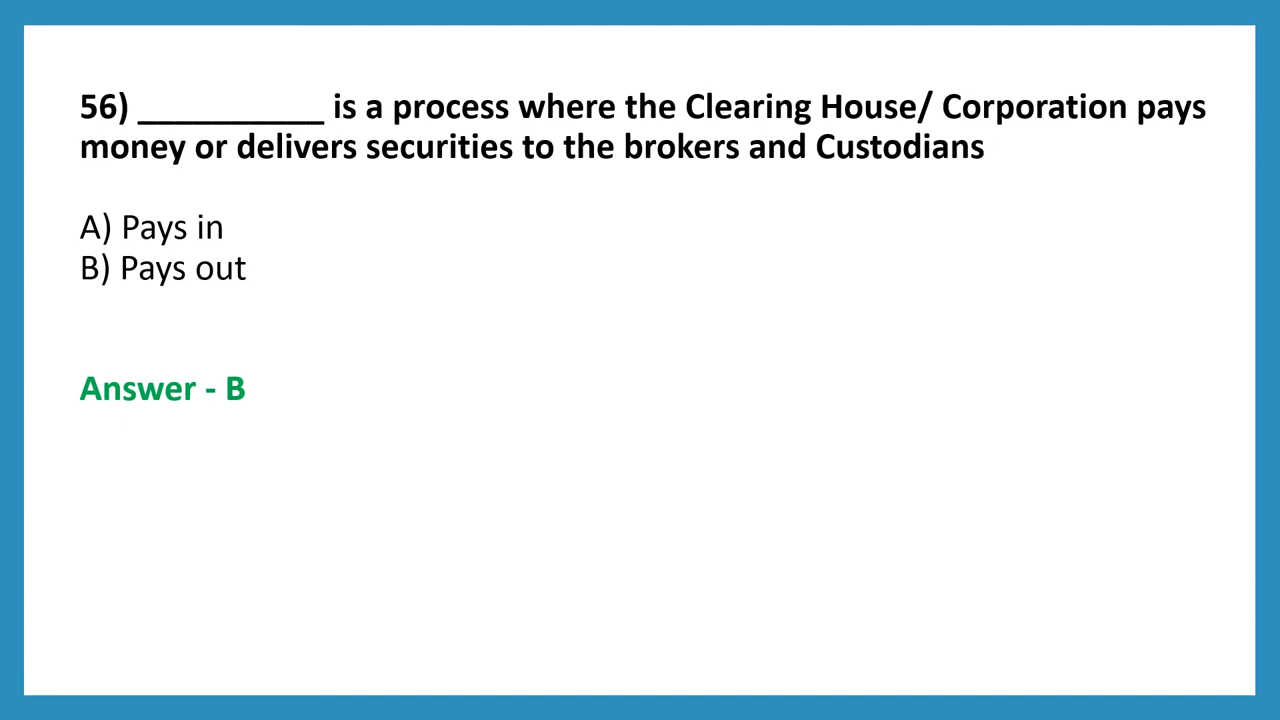 56) __________ is a process where the Clearing House/ Corporation pays
money or delivers securities to the brokers and Custodians
A) Pays in
B) Pays out
Answer - B